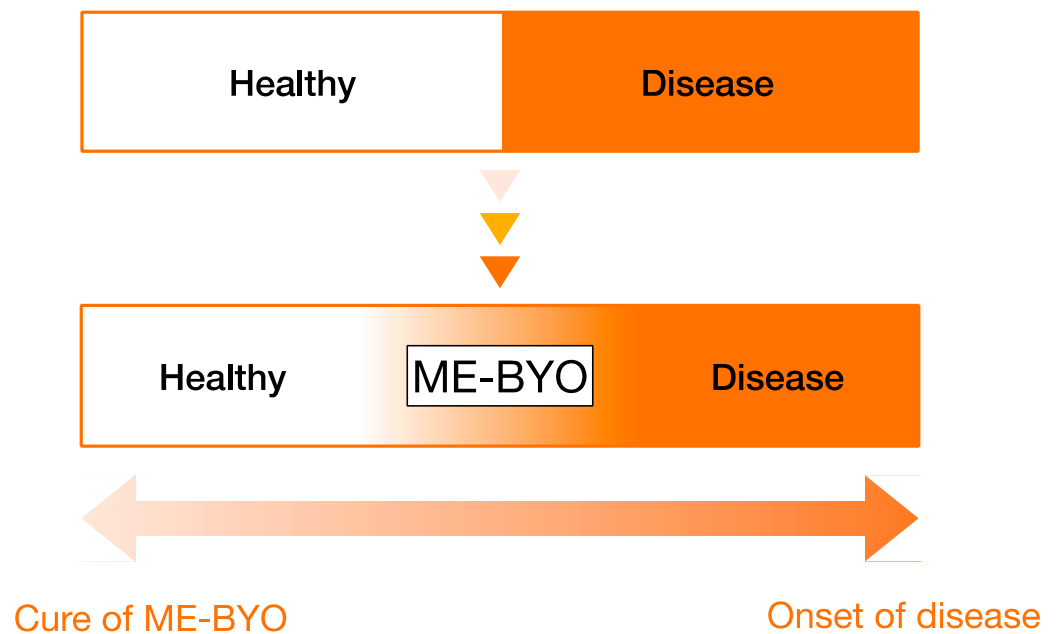 Healthy
Disease
Healthy
ME-BYO
Disease
Cure of ME-BYO
Onset of disease